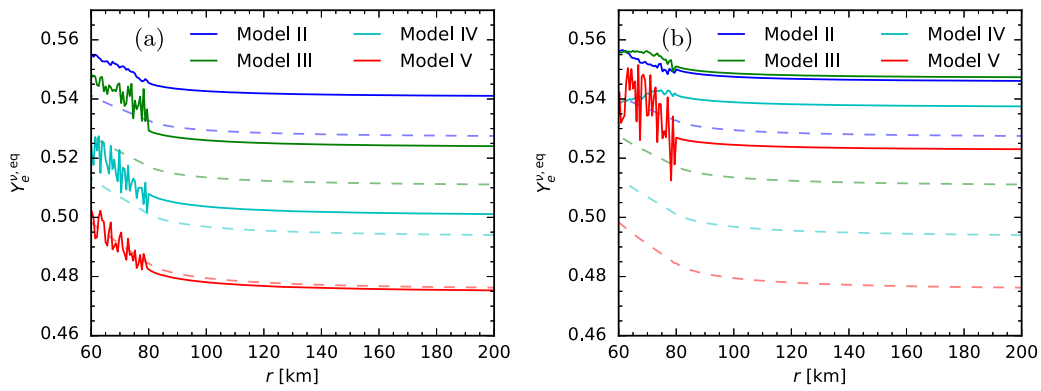 0.56
0.54
0.52
0.50
0.48
0.46
Y_e^{ν,eq}
(a)
Model II
Model III
Model IV
Model V
60 80 100 120 140 160 180 200
r [km]
0.56
0.54
0.52
0.50
0.48
0.46
Y_e^{ν,eq}
(b)
Model II
Model III
Model IV
Model V
60 80 100 120 140 160 180 200
r [km]